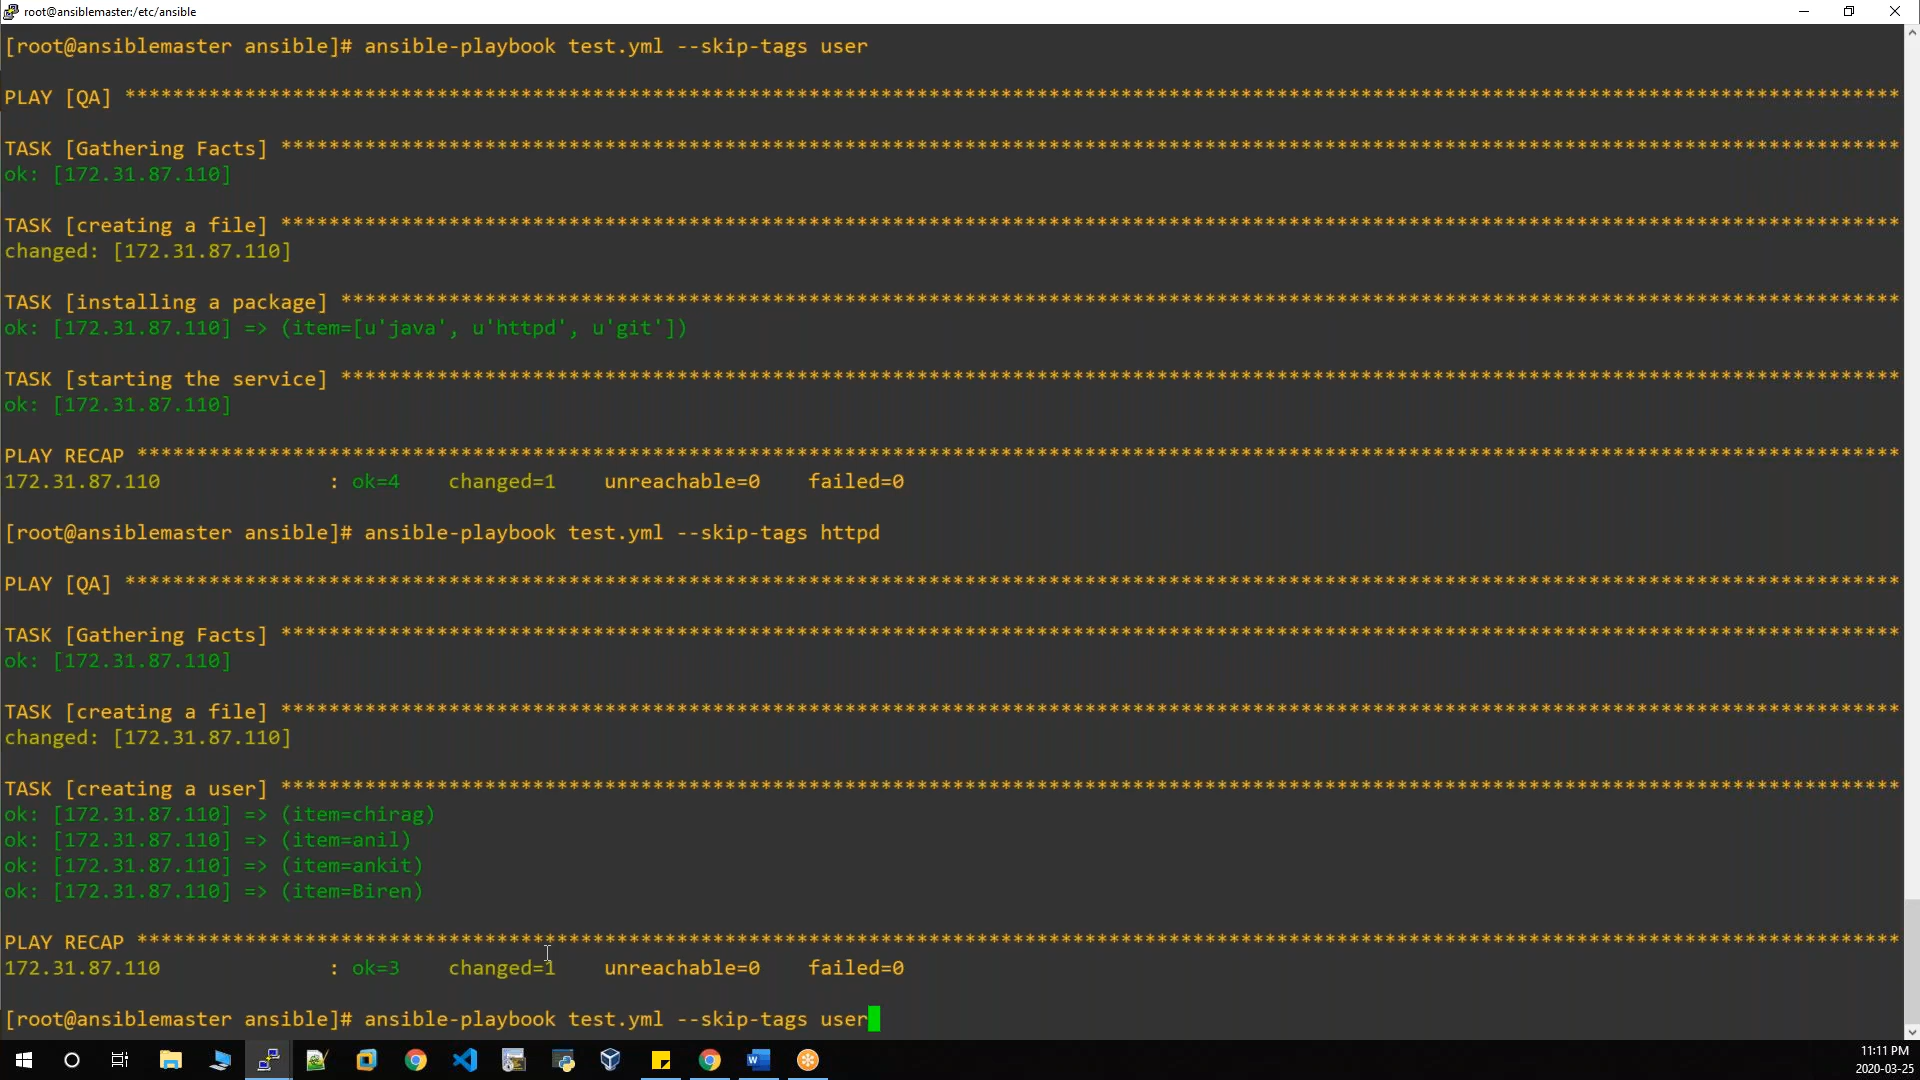 root@ansiblemaster:/etc/ansible
[root@ansiblemaster ansible]# ansible-playbook test.yml --skip-tags user
PLAY [QA] ****************************************************************************************************************************************************
TASK [Gathering Facts] ***************************************************************************************************************************************
ok: [172.31.87.110]
TASK [creating a file] ***************************************************************************************************************************************
changed: [172.31.87.110]
TASK [installing a package] **********************************************************************************************************************************
ok: [172.31.87.110] => (item=[u'java', u'httpd', u'git'])
TASK [starting the service] **********************************************************************************************************************************
ok: [172.31.87.110]
PLAY RECAP ***************************************************************************************************************************************************
172.31.87.110              : ok=4    changed=1    unreachable=0    failed=0
[root@ansiblemaster ansible]# ansible-playbook test.yml --skip-tags httpd
PLAY [QA] ****************************************************************************************************************************************************
TASK [Gathering Facts] ***************************************************************************************************************************************
ok: [172.31.87.110]
TASK [creating a file] ***************************************************************************************************************************************
changed: [172.31.87.110]
TASK [creating a user] ***************************************************************************************************************************************
ok: [172.31.87.110] => (item=chirag)
ok: [172.31.87.110] => (item=anil)
ok: [172.31.87.110] => (item=ankit)
ok: [172.31.87.110] => (item=Biren)
PLAY RECAP ***************************************************************************************************************************************************
172.31.87.110              : ok=3    changed=1    unreachable=0    failed=0
[root@ansiblemaster ansible]# ansible-playbook test.yml --skip-tags user
11:11 PM
2020-03-25